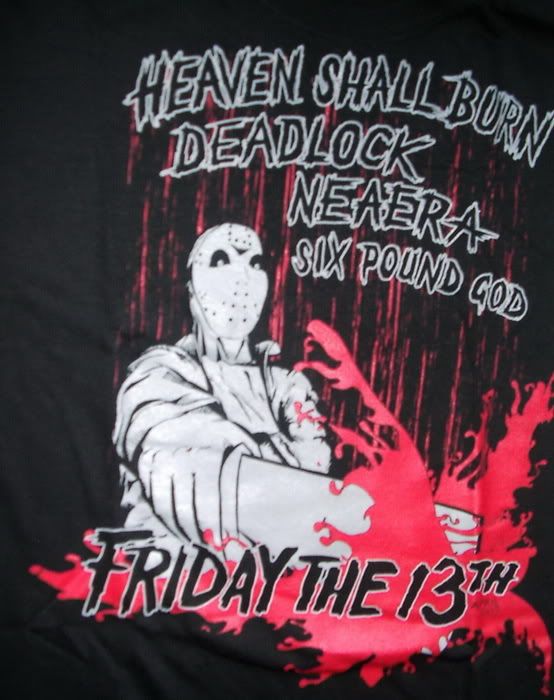 HEAVEN SHALL BURN
DEADLOCK
NEAERA
SIX POUND GOD
FRIDAY THE 13TH